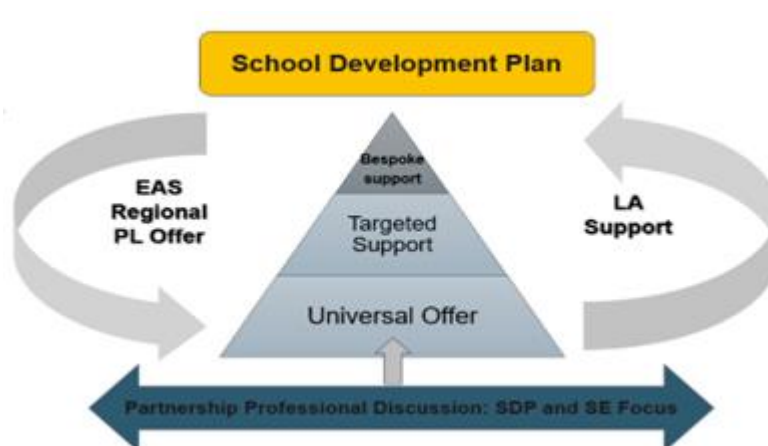 School Development Plan
Bespoke
support
EAS
Regional
PL Offer
Targeted
Support
LA
Support
Universal Offer
Partnership Professional Discussion: SDP and SE Focus